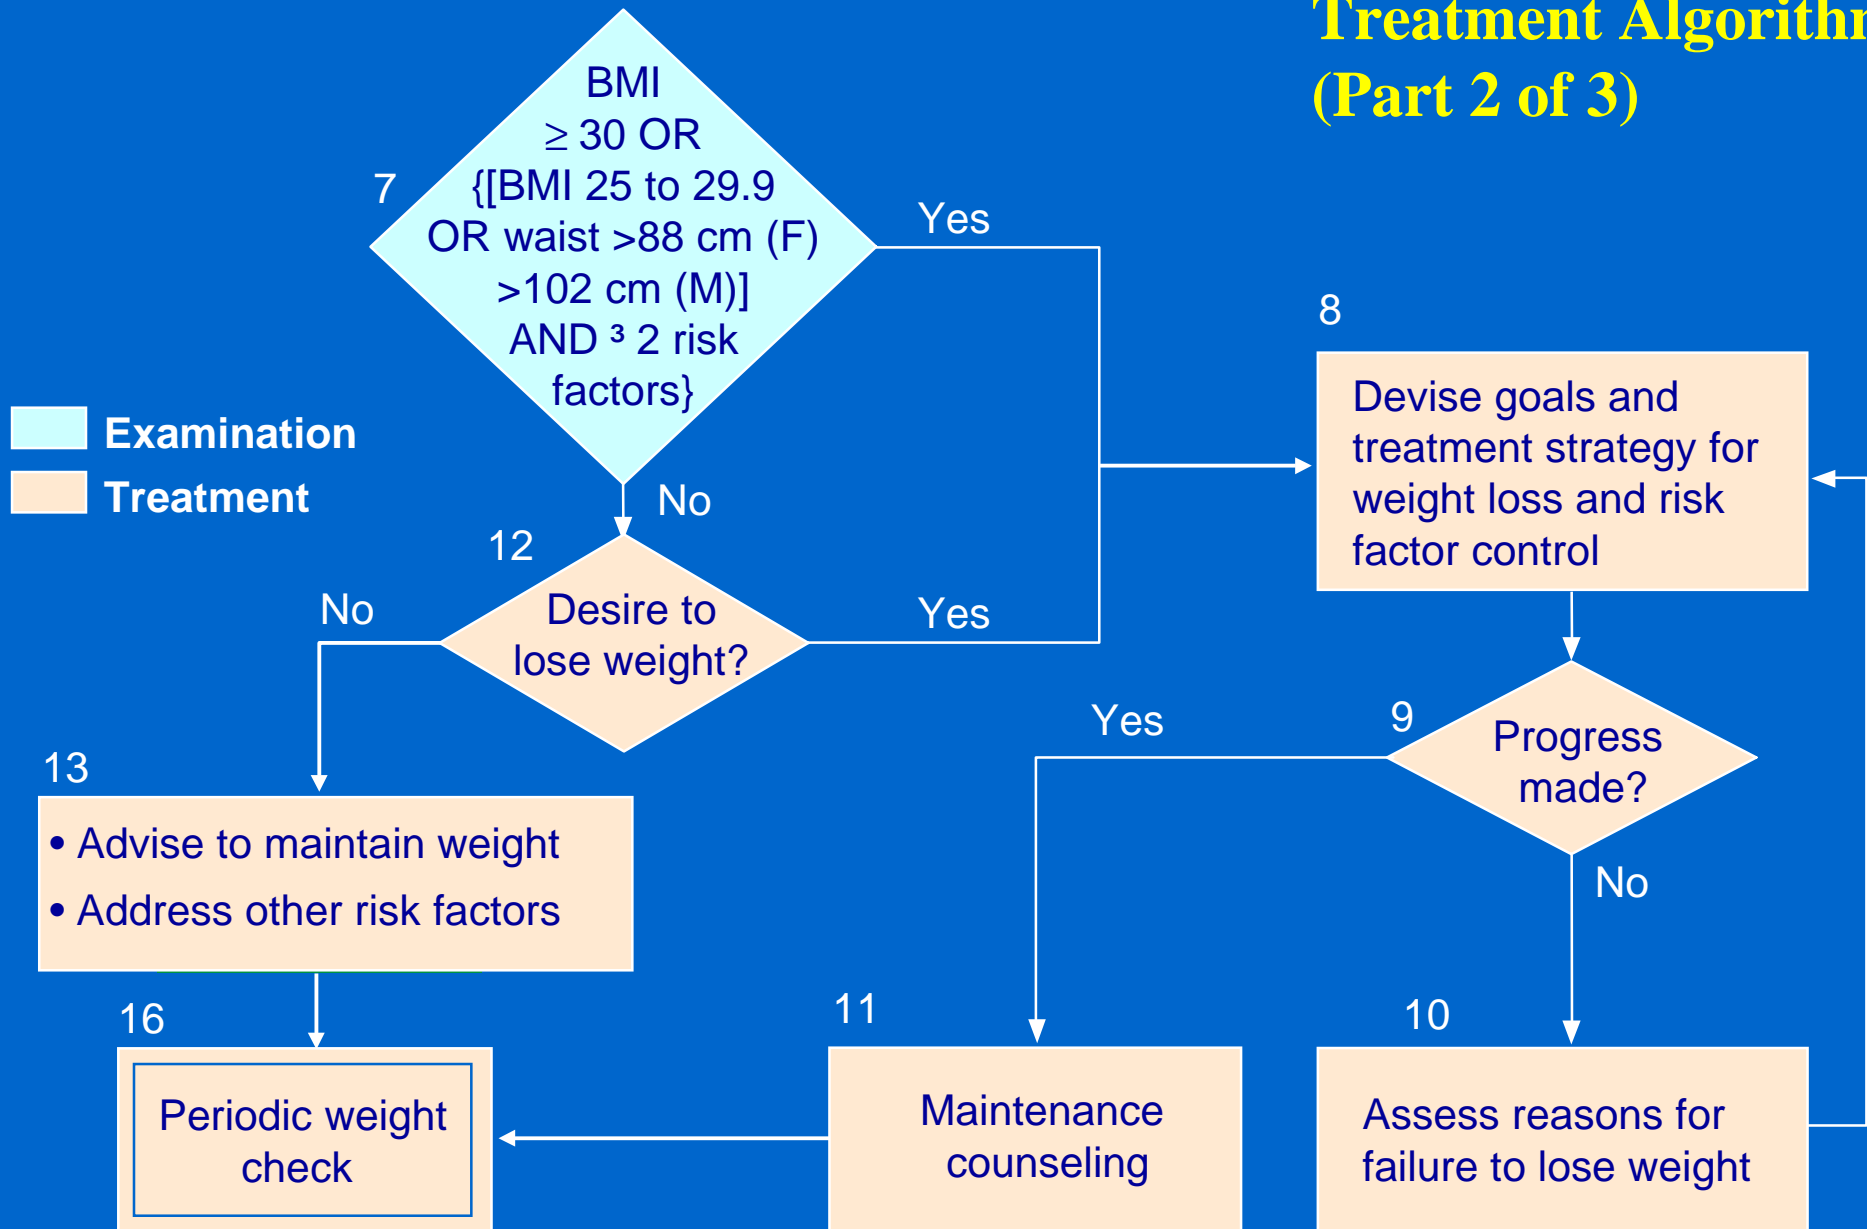 Treatment Algorithm
(Part 2 of 3)
7
BMI
≥ 30 OR
{[BMI 25 to 29.9
OR waist >88 cm (F)
>102 cm (M)]
AND ³ 2 risk
factors}
Yes
No
Examination
Treatment
8
Devise goals and
treatment strategy for
weight loss and risk
factor control
12
Desire to
lose weight?
No
Yes
9
Progress
made?
Yes
No
13
• Advise to maintain weight
• Address other risk factors
16
Periodic weight
check
11
Maintenance
counseling
10
Assess reasons for
failure to lose weight